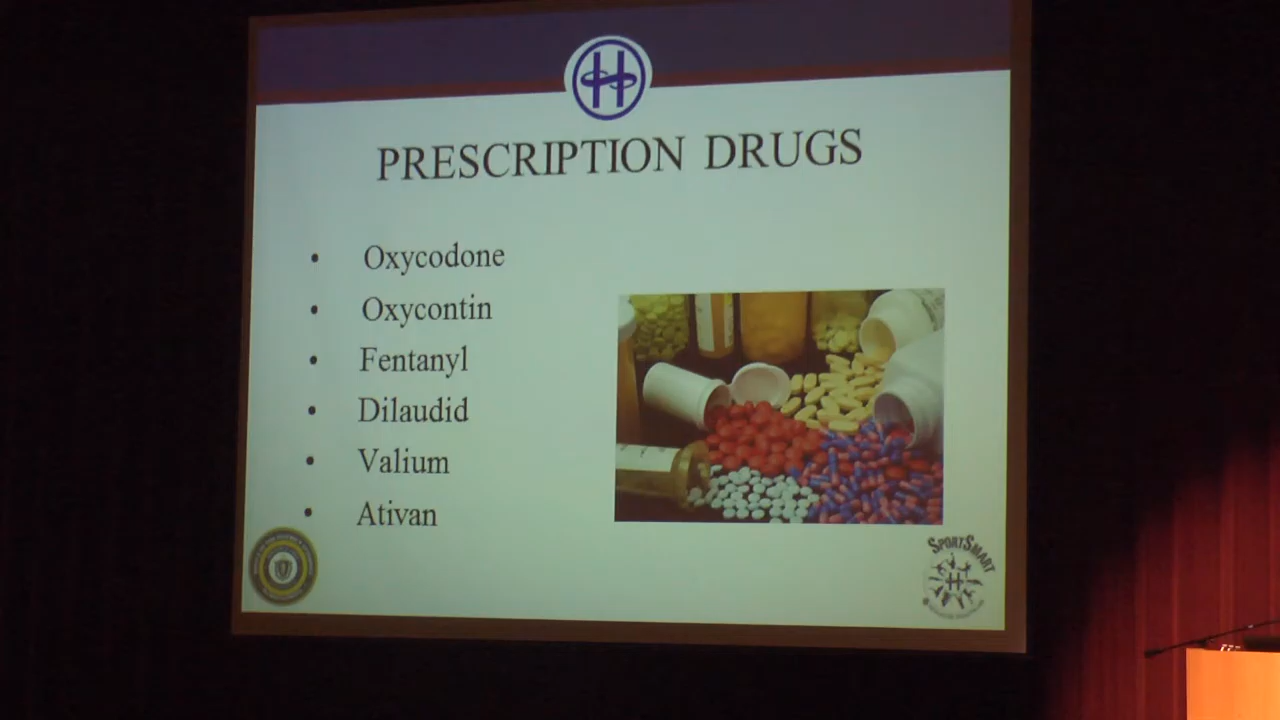 H
PRESCRIPTION DRUGS
• Oxycodone
• Oxycontin
• Fentanyl
• Dilaudid
• Valium
• Ativan
SPORTSMART
H